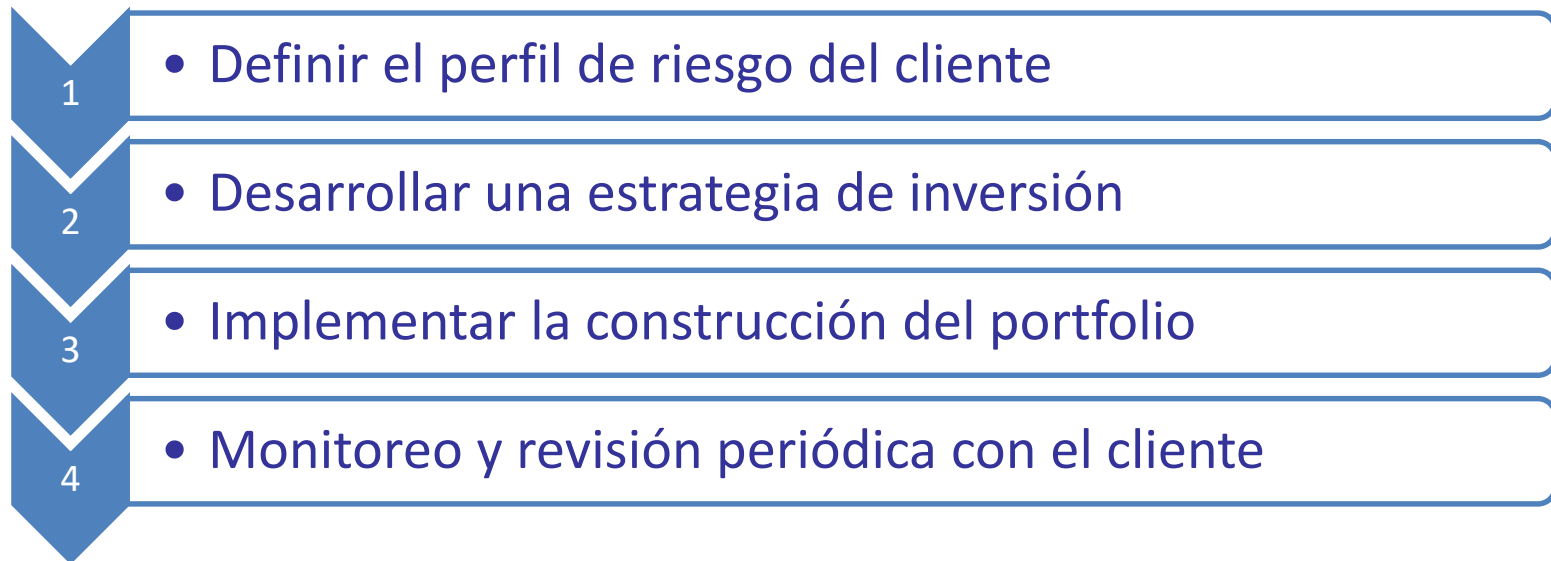 1
• Definir el perfil de riesgo del cliente
2
• Desarrollar una estrategia de inversión
3
• Implementar la construcción del portfolio
4
• Monitoreo y revisión periódica con el cliente